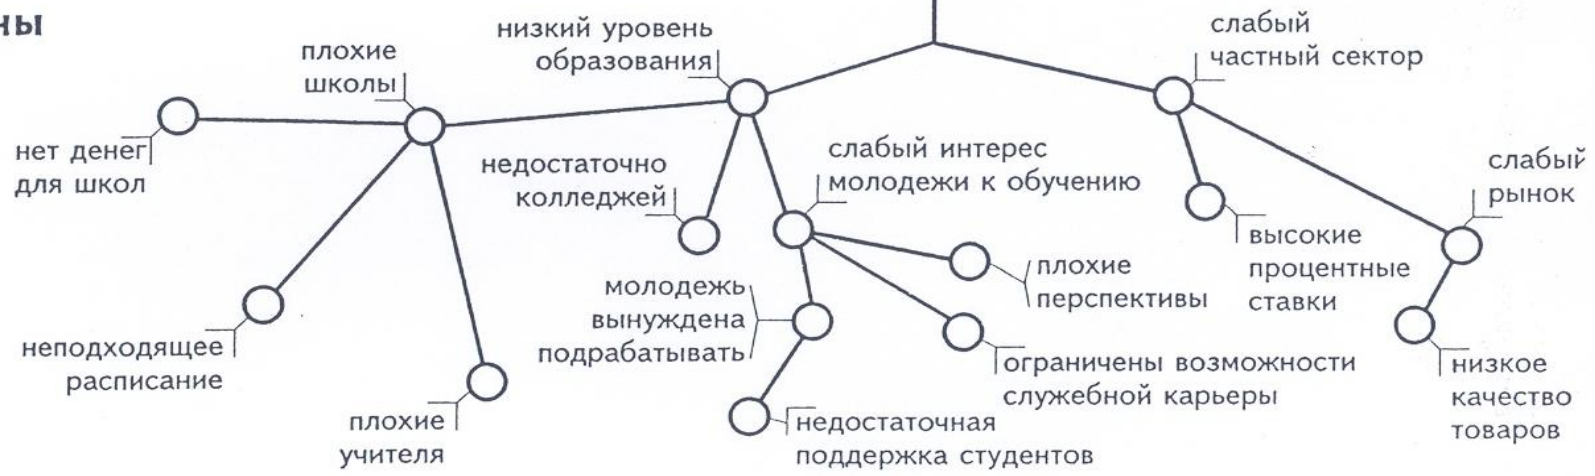 низкий уровень
образования
слабый
частный сектор
плохие
школы
нет денег
для школ
недостаточно
колледжей
слабый интерес
молодежи к обучению
слабый
рынок
высокие
процентные
ставки
плохие
перспективы
молодежь
вынуждена
подрабатывать
неподходящее
расписание
ограничены возможности
служебной карьеры
низкое
качество
товаров
плохие
учителя
недостаточная
поддержка студентов